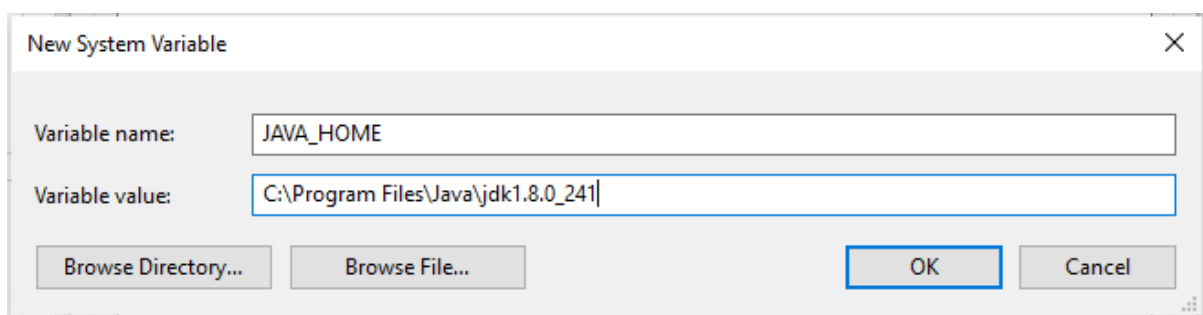 New System Variable
Variable name: JAVA_HOME
Variable value: C:\Program Files\Java\jdk1.8.0_241
Browse Directory... Browse File... OK Cancel